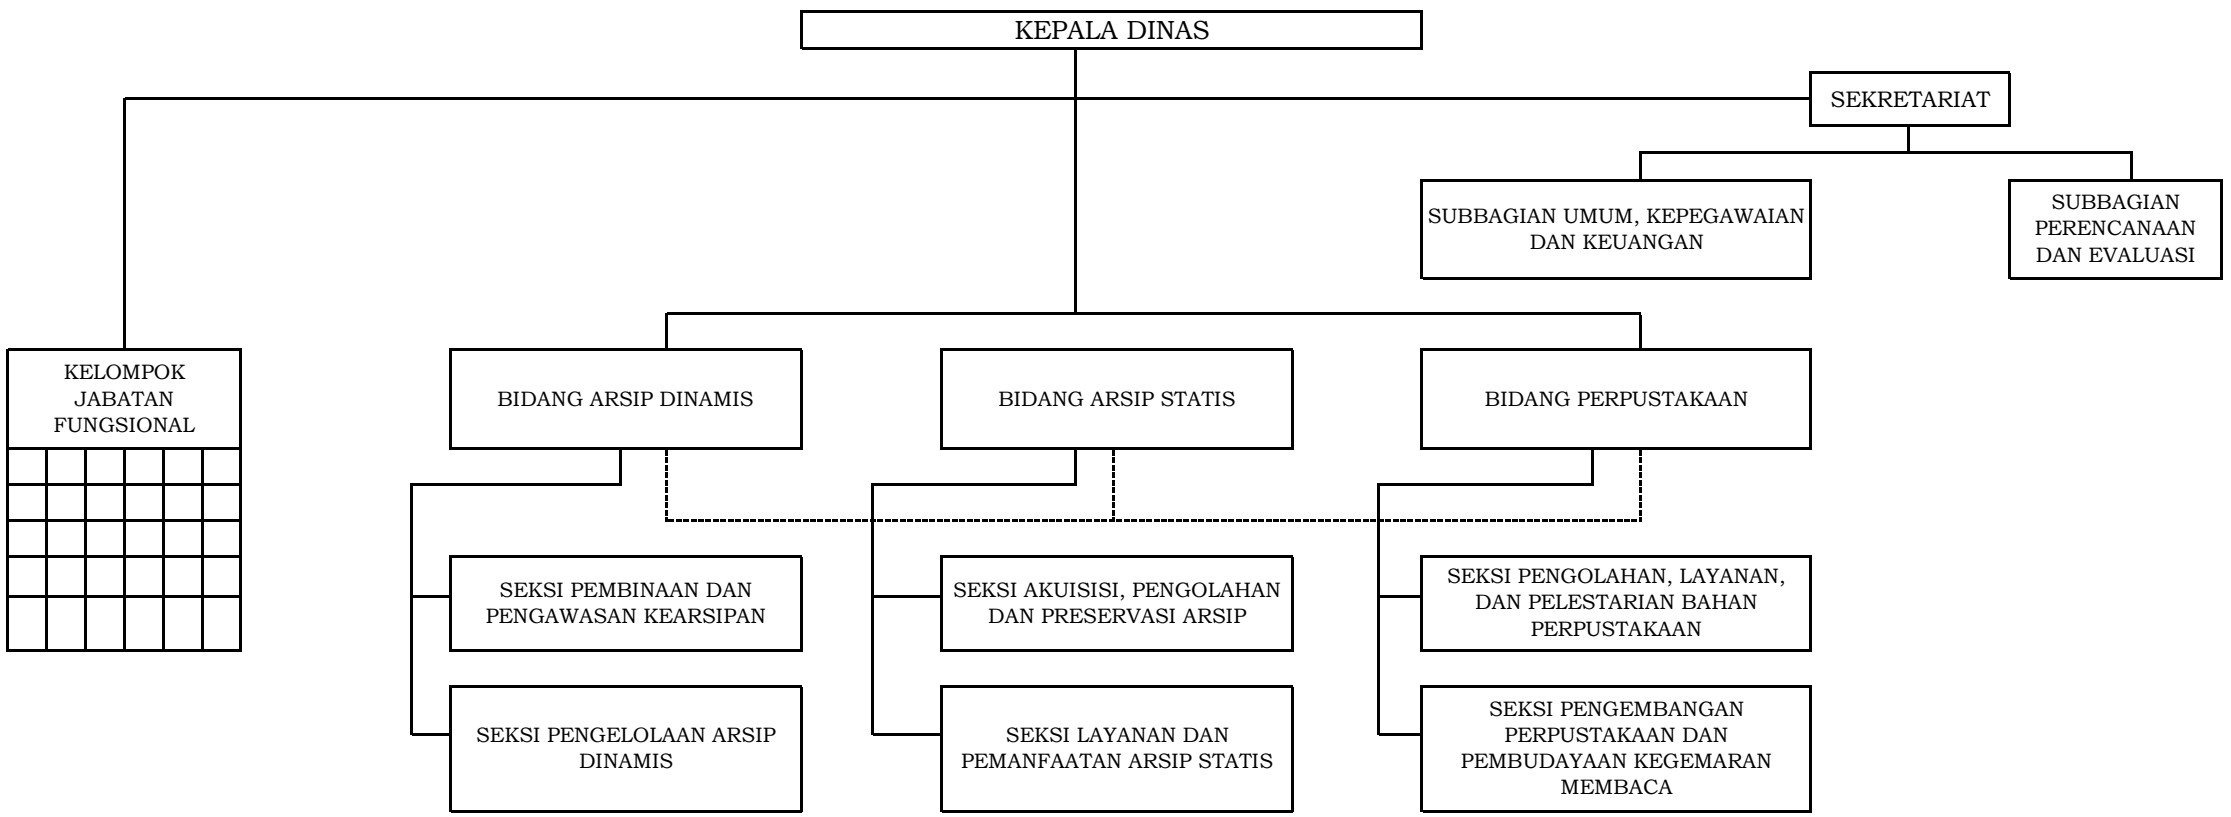 KEPALA DINAS
SEKRETARIAT
SUBBAGIAN UMUM, KEPEGAWAIAN
DAN KEUANGAN
SUBBAGIAN
PERENCANAAN
DAN EVALUASI
KELOMPOK
JABATAN
FUNGSIONAL
BIDANG ARSIP DINAMIS
BIDANG ARSIP STATIS
BIDANG PERPUSTAKAAN
SEKSI PEMBINAAN DAN
PENGAWASAN KEARSIPAN
SEKSI AKUISISI, PENGOLAHAN
DAN PRESERVASI ARSIP
SEKSI PENGOLAHAN, LAYANAN,
DAN PELESTARIAN BAHAN
PERPUSTAKAAN
SEKSI PENGELOLAAN ARSIP
DINAMIS
SEKSI LAYANAN DAN
PEMANFAATAN ARSIP STATIS
SEKSI PENGEMBANGAN
PERPUSTAKAAN DAN
PEMBUDAYAAN KEGEMARAN
MEMBACA